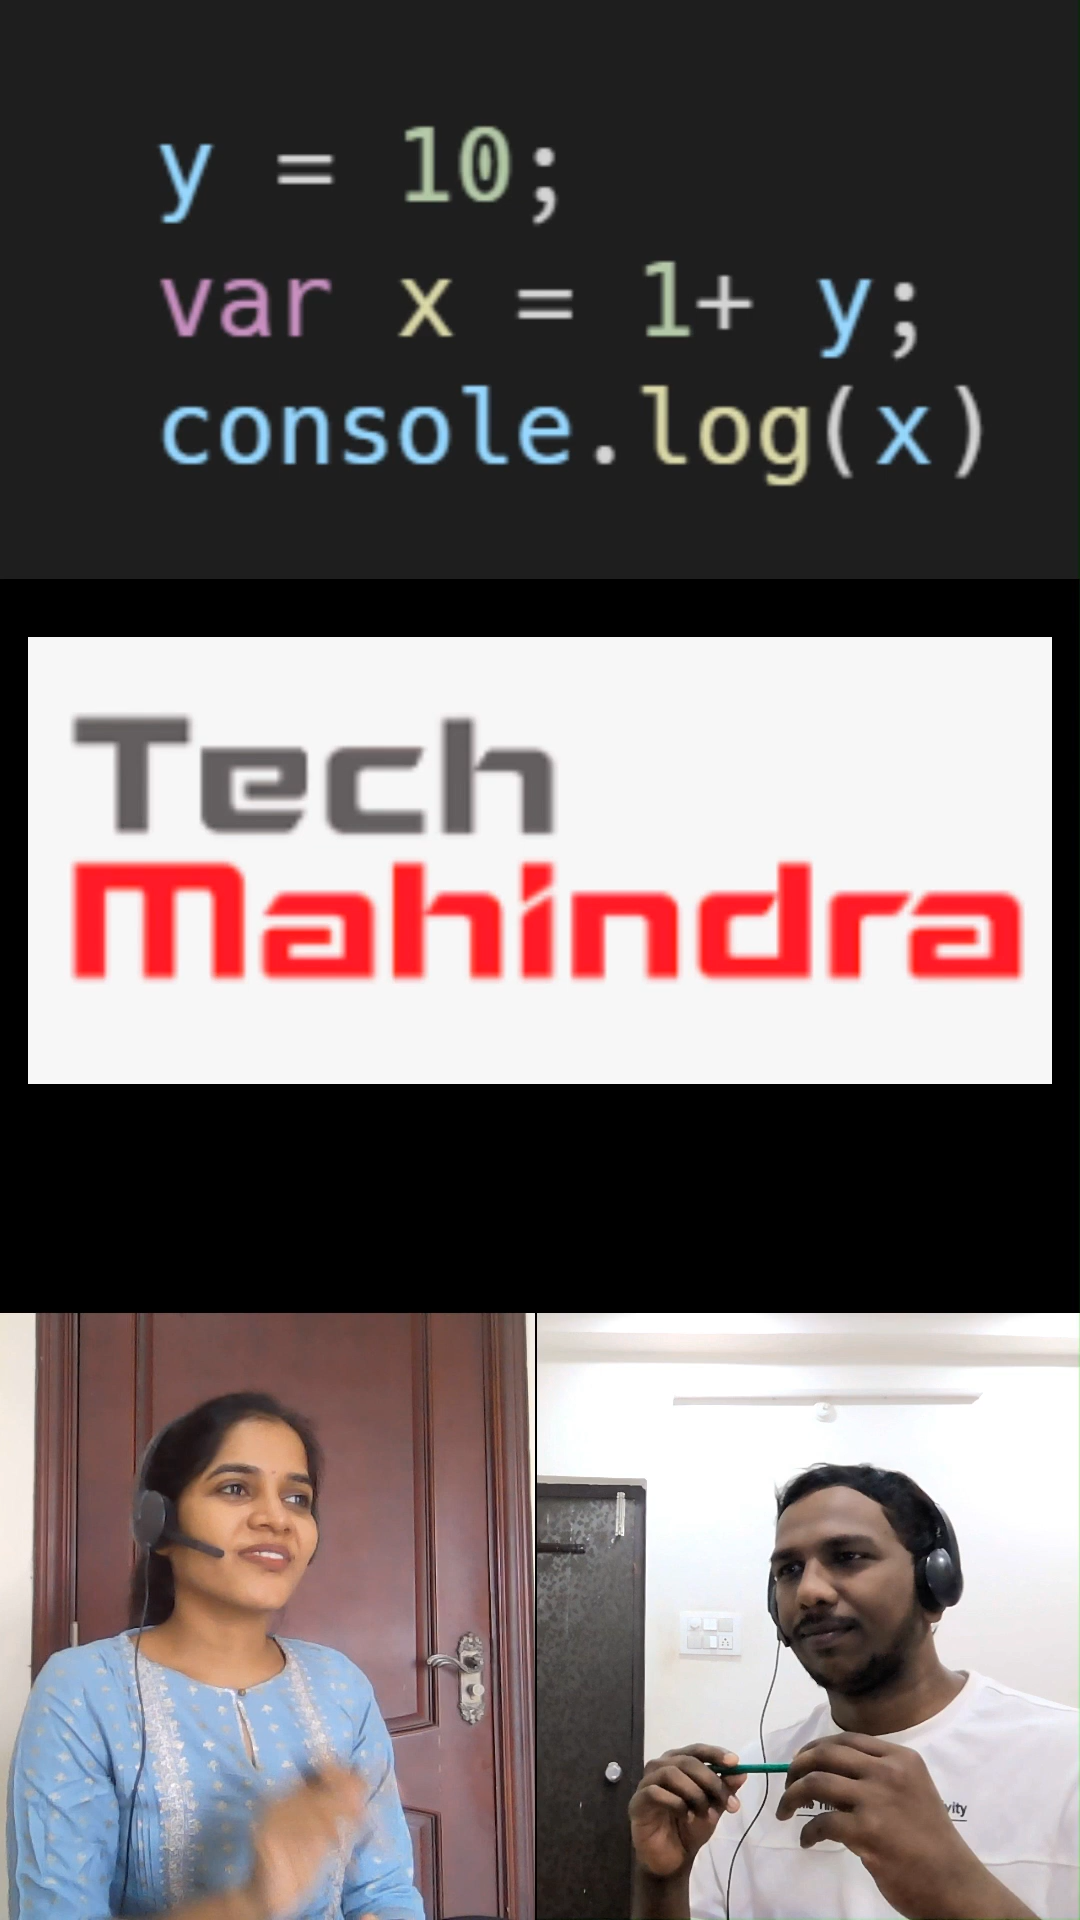 y = 10;
var x = 1+ y;
console.log(x)
Tech
Mahindra